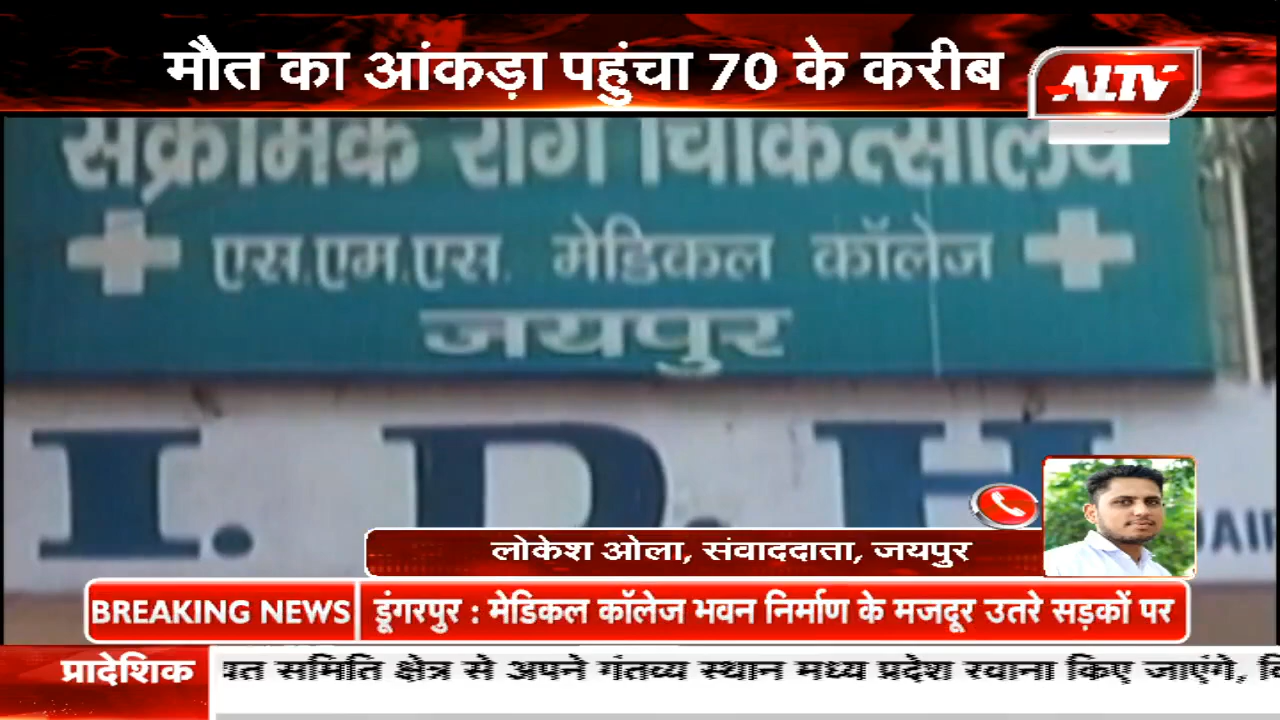 मौत का आंकड़ा पहुंचा 70 के करीब
ALTV
संक्रामक रोग चिकित्सालय
एस.एम.एस. मेडिकल कॉलेज
जयपुर
I. D. H
JAIP
लोकेश ओला, संवाददाता, जयपुर
BREAKING NEWS डूंगरपुर : मेडिकल कॉलेज भवन निर्माण के मजदूर उतरे सड़कों पर
प्रादेशिक समिति क्षेत्र से अपने गंतव्य स्थान मध्य प्रदेश रवाना किए जाएंगे,